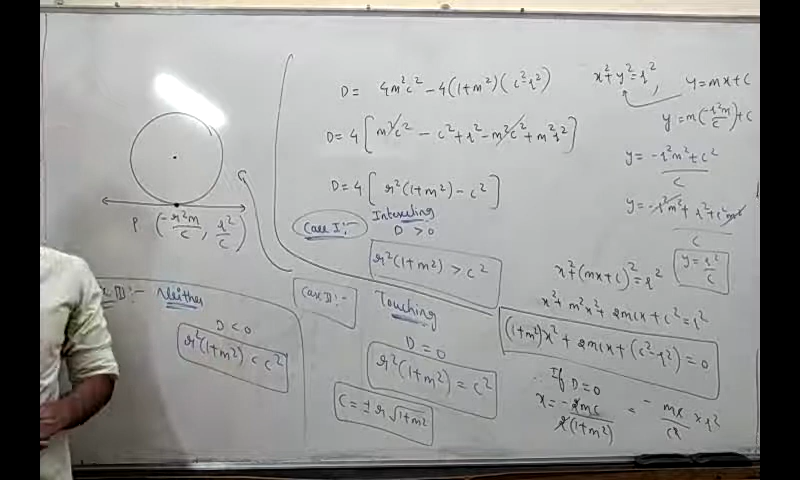 D = 4m²c² - 4(1+m²)(c²-r²)
D = 4[m²c² - c² + r² - m²c² + m²r²]
D = 4[r²(1+m²) - c²]
Case I :- Intersecting
D > 0
r²(1+m²) > c²
Case II :- Touching
D = 0
r²(1+m²) = c²
C = ± r√1+m²
Neither
D < 0
r²(1+m²) < c²
P (-r²m/c, r²/c)
x²+y²=r², y=mx+c
y = m(-r²m/c)+c
y = -r²m²+c²/c
y = -r²m²+r²+c²m²/c
y = r²/c
x²+(mx+c)²=r²
x²+m²x²+2mcx+c²=r²
(1+m²)x²+2mcx+(c²-r²)=0
If D=0
x = -2mc/2(1+m²) = -mc/c² × r²